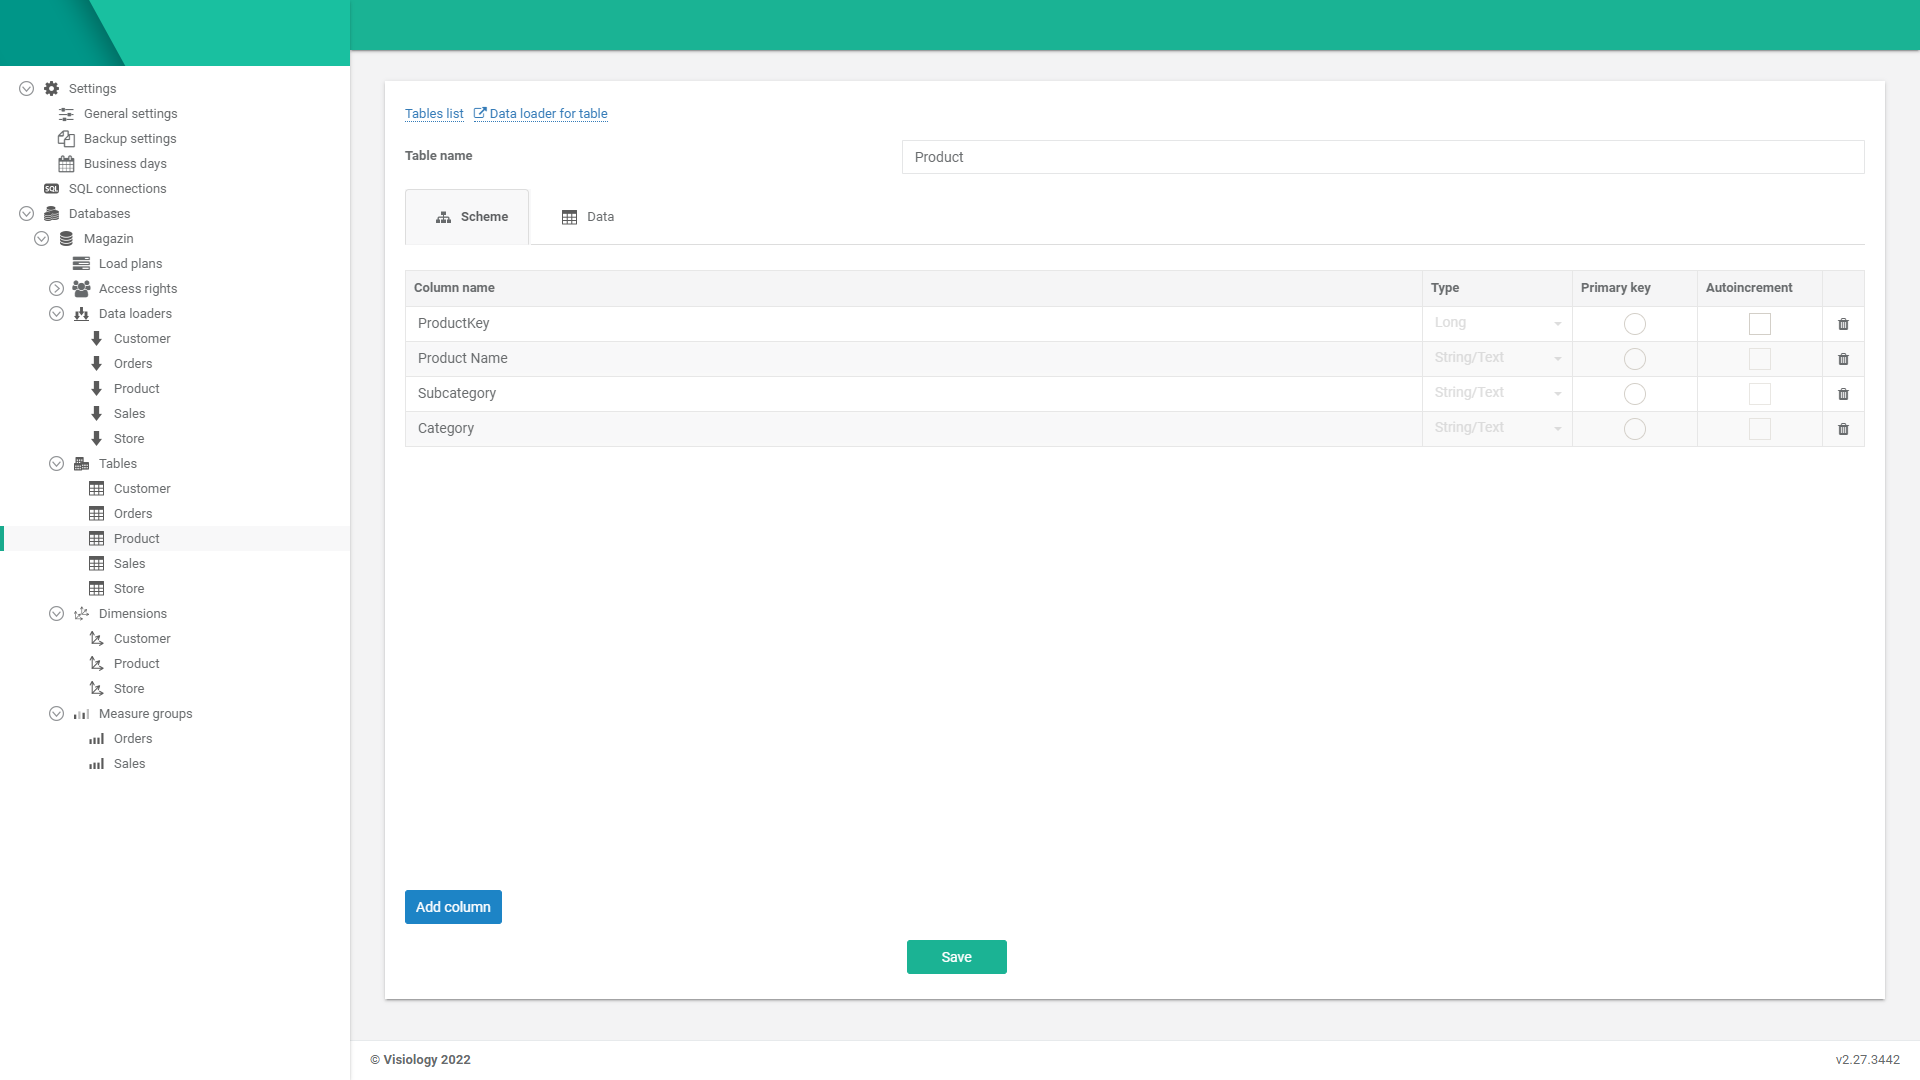 Settings
General settings
Backup settings
Business days
SQL connections
Databases
Magazin
Load plans
Access rights
Data loaders
Customer
Orders
Product
Sales
Store
Tables
Customer
Orders
Product
Sales
Store
Dimensions
Customer
Product
Store
Measure groups
Orders
Sales
Tables list Data loader for table
Table name Product
Scheme Data
Column name Type Primary key Autoincrement
ProductKey Long
Product Name String/Text
Subcategory String/Text
Category String/Text
Add column
Save
© Visiology 2022 v2.27.3442